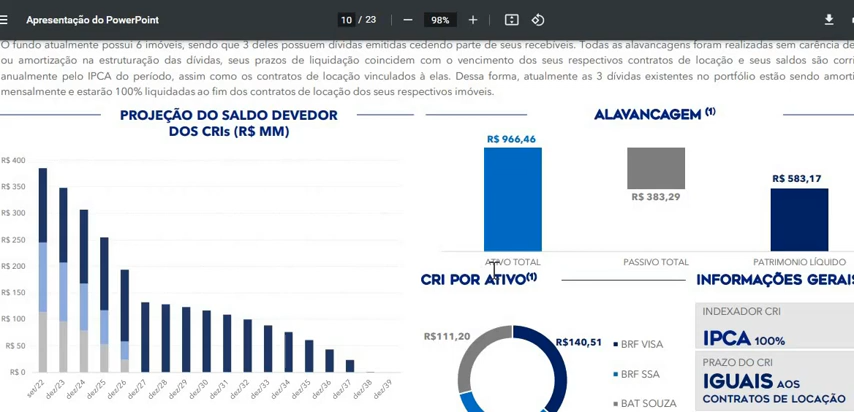 Apresentação do PowerPoint
10 / 23
98%
O fundo atualmente possui 6 imóveis, sendo que 3 deles possuem dívidas emitidas cedendo parte de seus recebíveis. Todas as alavancagens foram realizadas sem carência de
ou amortização na estruturação das dívidas, seus prazos de liquidação coincidem com o vencimento dos seus respectivos contratos de locação e seus saldos são corri
anualmente pelo IPCA do período, assim como os contratos de locação vinculados à elas. Dessa forma, atualmente as 3 dívidas existentes no portfólio estão sendo amorti
mensalmente e estarão 100% liquidadas ao fim dos contratos de locação dos seus respectivos imóveis.
PROJEÇÃO DO SALDO DEVEDOR
DOS CRIs (R$ MM)
R$ 400
R$ 350
R$ 300
R$ 250
R$ 200
R$ 150
R$ 100
R$ 50
R$ 0
set/22
dez/23
dez/24
dez/25
dez/26
dez/27
dez/28
dez/29
dez/30
dez/31
dez/32
dez/33
dez/34
dez/35
dez/36
dez/37
dez/38
dez/39
ALAVANCAGEM (1)
R$ 966,46
R$ 383,29
R$ 583,17
ATIVO TOTAL
PASSIVO TOTAL
PATRIMONIO LÍQUIDO
CRI POR ATIVO(1)
R$111,20
R$140,51
BRF VISA
BRF SSA
BAT SOUZA
INFORMAÇÕES GERAIS
INDEXADOR CRI
IPCA 100%
PRAZO DO CRI
IGUAIS AOS
CONTRATOS DE LOCAÇÃO